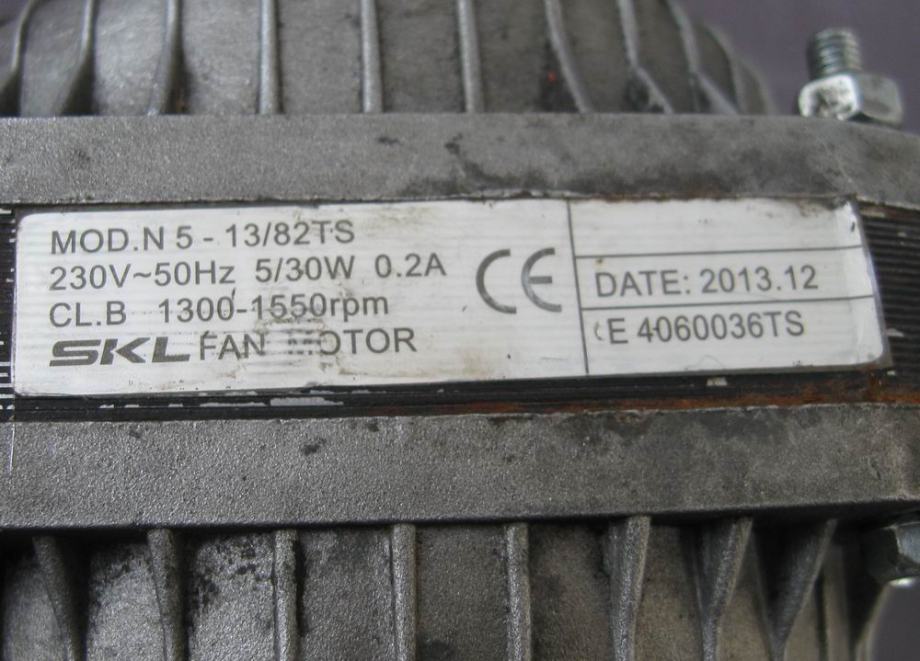 MOD.N 5 - 13/82TS
230V~50Hz 5/30W 0.2A
CL.B 1300-1550rpm
SKL FAN MOTOR
CE
DATE: 2013.12
E 4060036TS